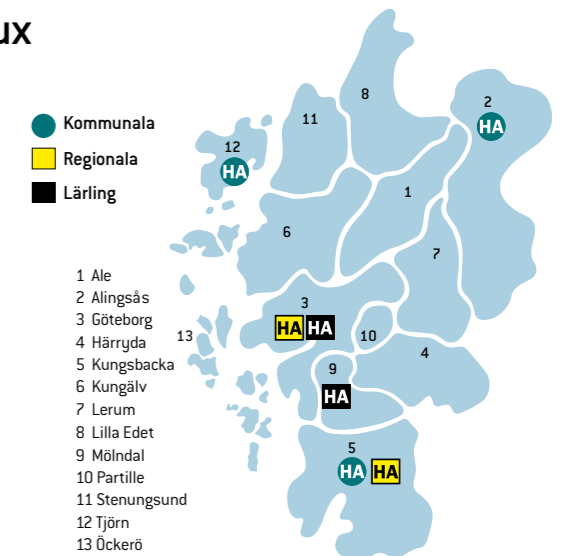 ux
Kommunala
Regionala
Lärling
8
2
HA
11
12
HA
1
6
7
3
HA HA
13
10
4
9
HA
5
HA HA
1 Ale
2 Alingsås
3 Göteborg
4 Härryda
5 Kungsbacka
6 Kungälv
7 Lerum
8 Lilla Edet
9 Mölndal
10 Partille
11 Stenungsund
12 Tjörn
13 Öckerö